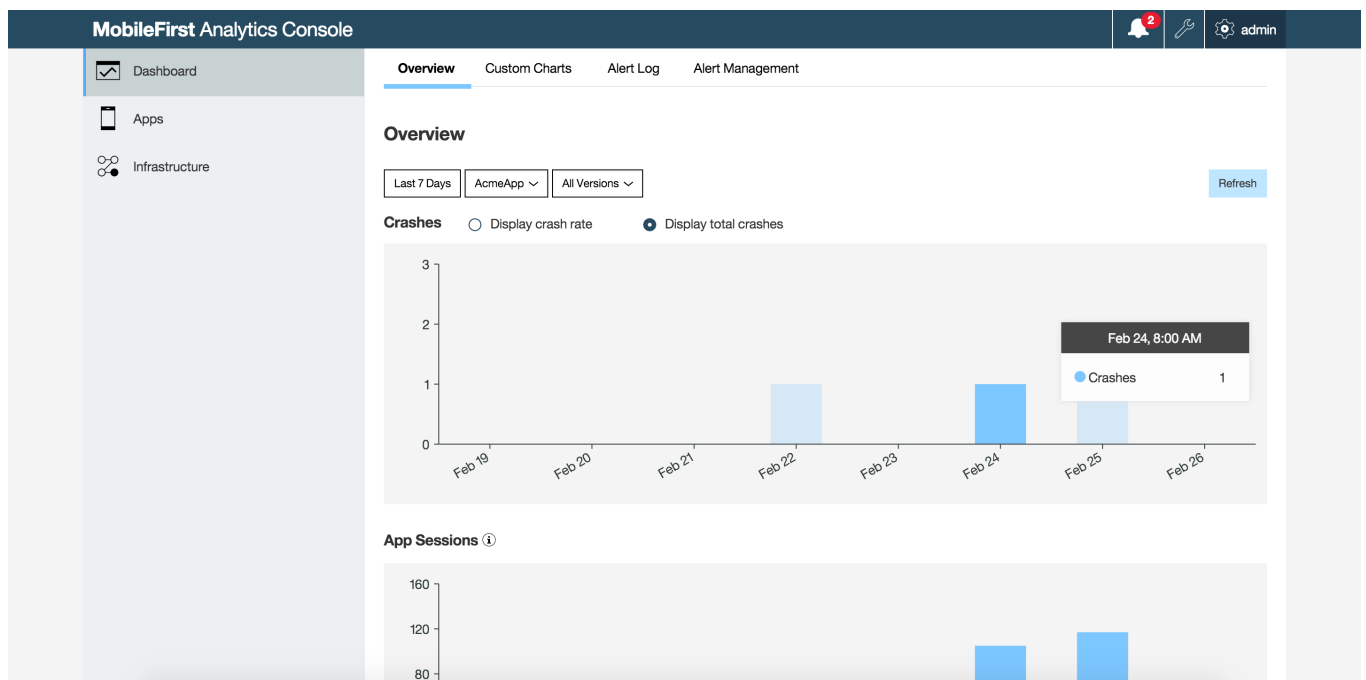 MobileFirst Analytics Console
2
admin
Dashboard
Apps
Infrastructure
Overview Custom Charts Alert Log Alert Management
Overview
Last 7 Days AcmeApp All Versions Refresh
Crashes Display crash rate Display total crashes
3
2
1
0
Feb 19 Feb 20 Feb 21 Feb 22 Feb 23 Feb 24 Feb 25 Feb 26
Feb 24, 8:00 AM
Crashes 1
App Sessions
160
120
80